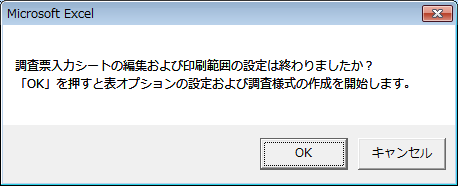 Microsoft Excel
調査票入力シートの編集および印刷範囲の設定は終わりましたか？
「OK」を押すと表オプションの設定および調査様式の作成を開始します。
OK
キャンセル